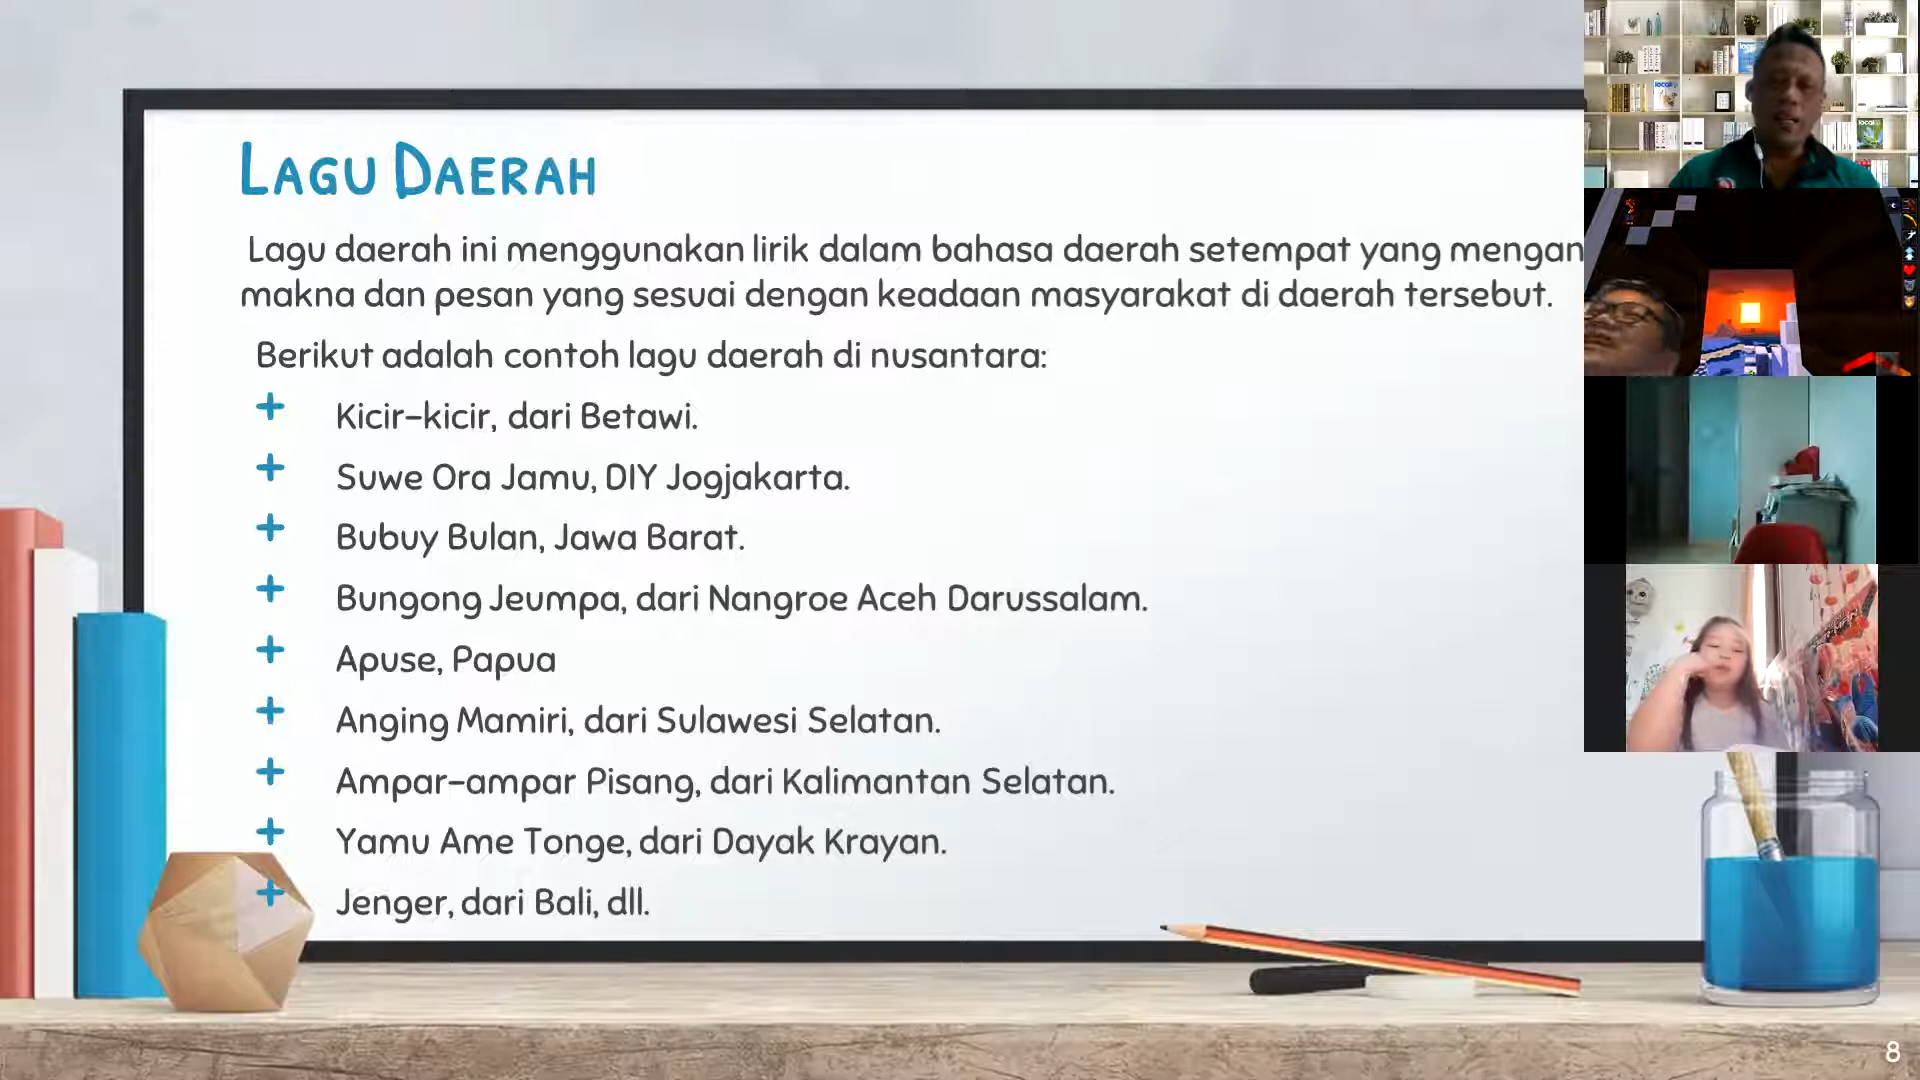 Lagu Daerah
Lagu daerah ini menggunakan lirik dalam bahasa daerah setempat yang mengan
makna dan pesan yang sesuai dengan keadaan masyarakat di daerah tersebut.
Berikut adalah contoh lagu daerah di nusantara:
+ Kicir-kicir, dari Betawi.
+ Suwe Ora Jamu, DIY Jogjakarta.
+ Bubuy Bulan, Jawa Barat.
+ Bungong Jeumpa, dari Nangroe Aceh Darussalam.
+ Apuse, Papua
+ Anging Mamiri, dari Sulawesi Selatan.
+ Ampar-ampar Pisang, dari Kalimantan Selatan.
+ Yamu Ame Tonge, dari Dayak Krayan.
+ Jenger, dari Bali, dll.
8